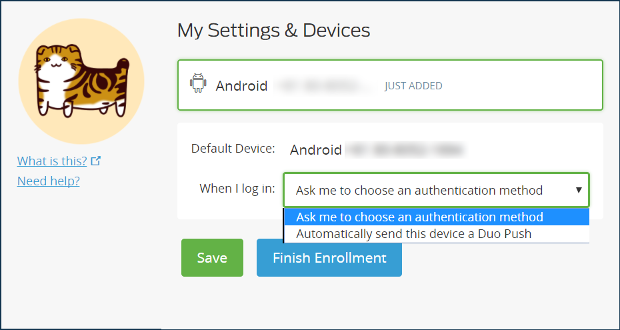 My Settings & Devices
Android JUST ADDED
What is this?
Need help?
Default Device: Android
When I log in: Ask me to choose an authentication method
Ask me to choose an authentication method
Automatically send this device a Duo Push
Save Finish Enrollment